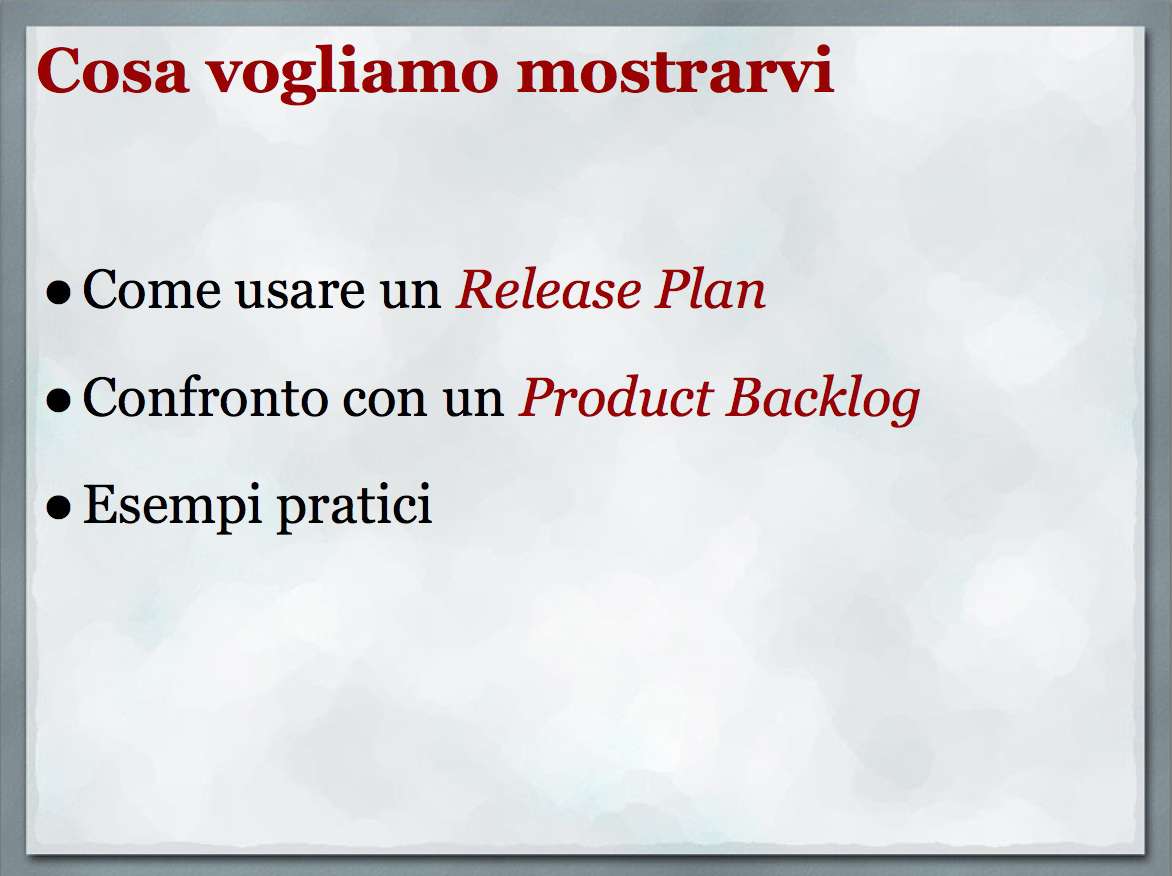 Cosa vogliamo mostrarvi
● Come usare un Release Plan
● Confronto con un Product Backlog
● Esempi pratici